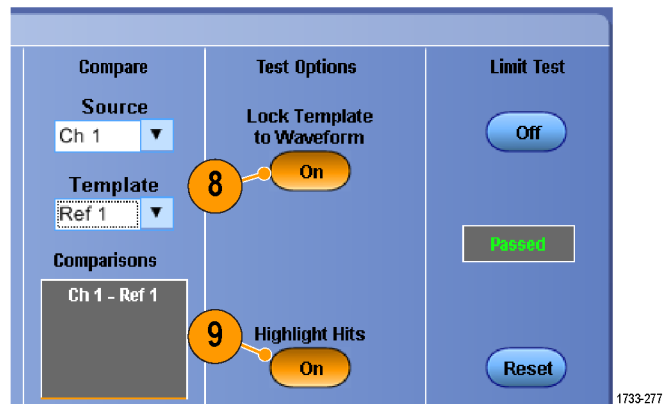 Compare
Source
Ch 1
Template
Ref 1
Comparisons
Ch 1 - Ref 1
Test Options
Lock Template
to Waveform
8
On
9
Highlight Hits
On
Limit Test
Off
Passed
Reset
1733-277